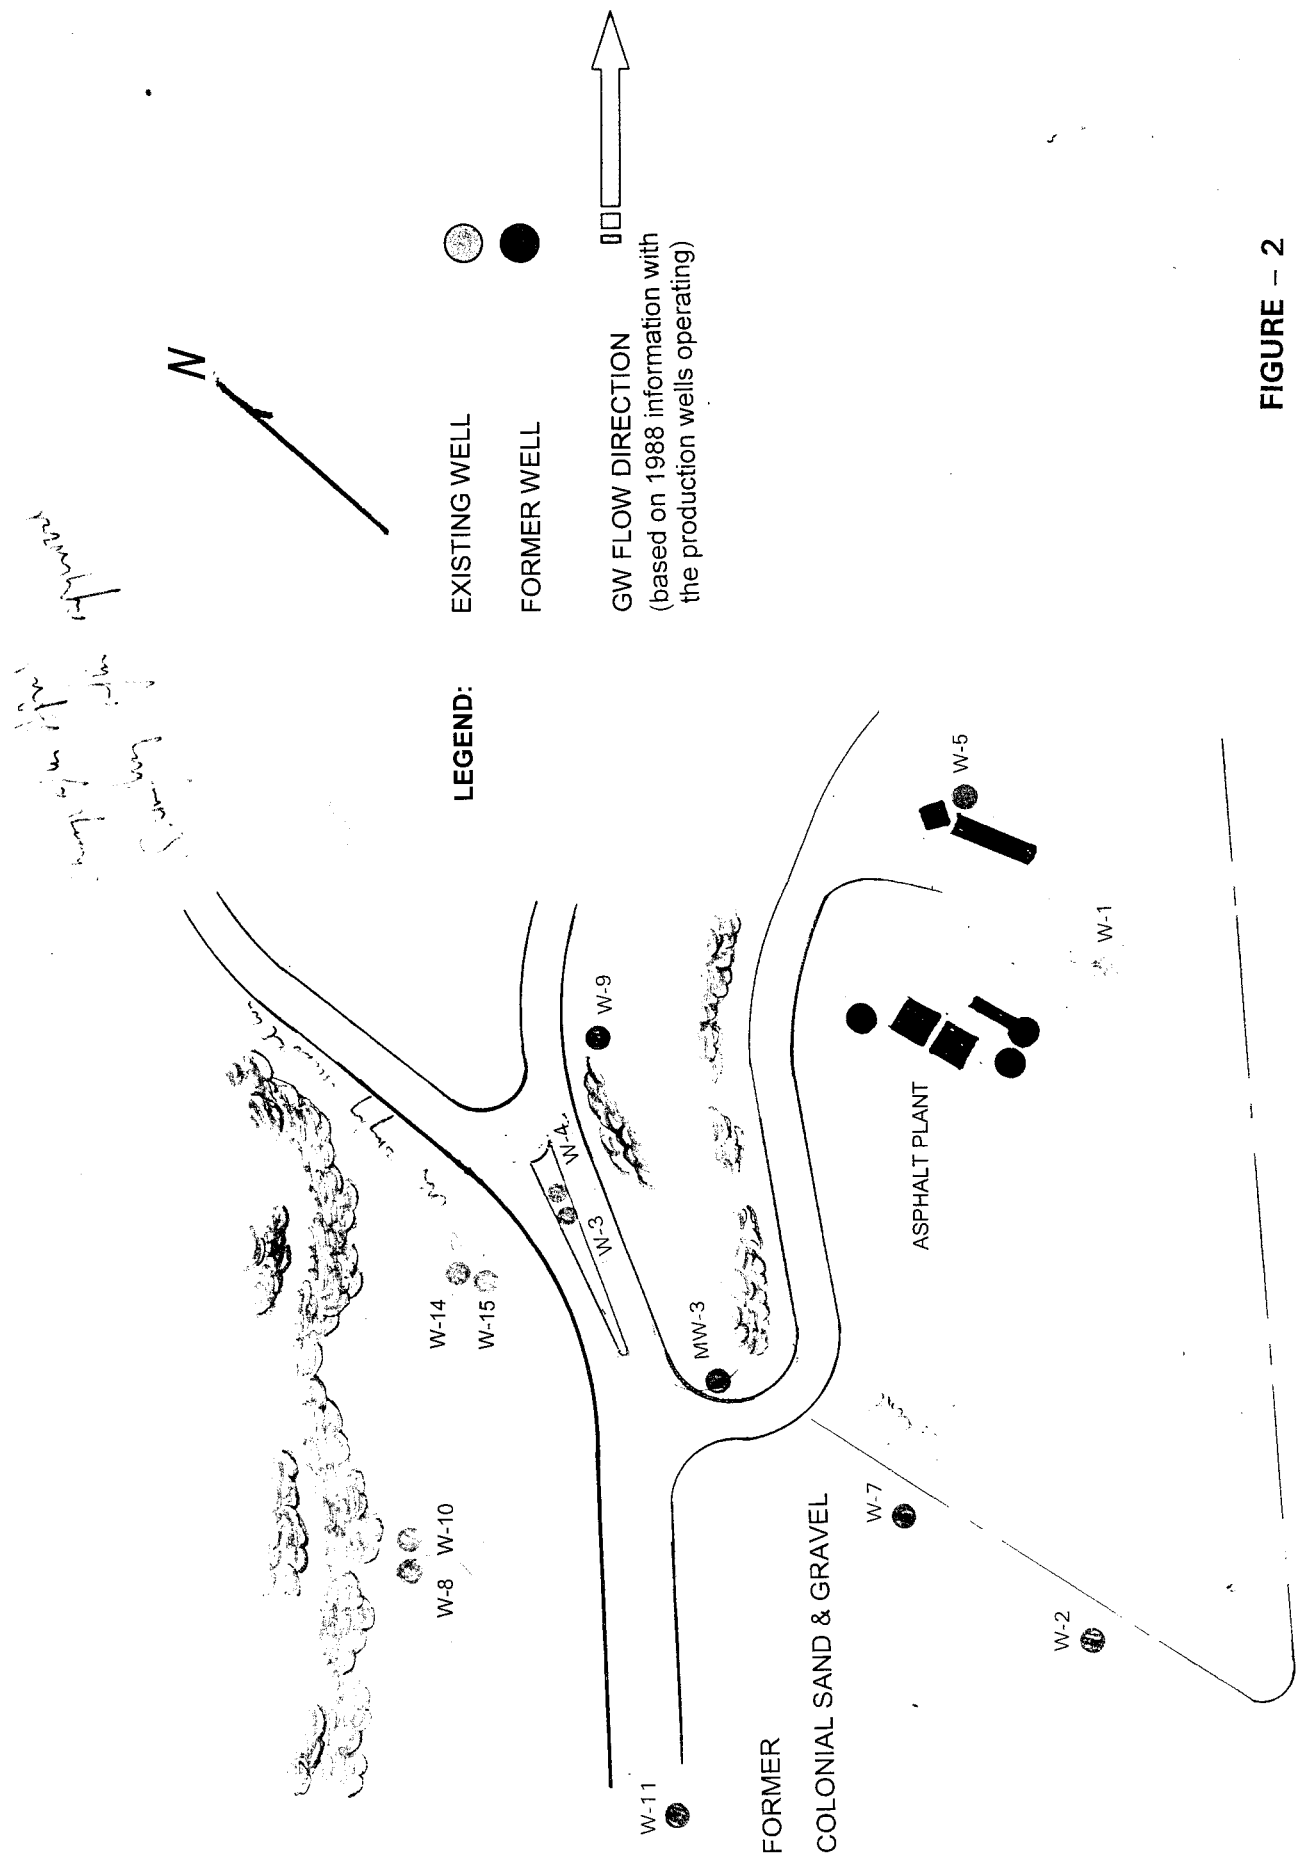 N
LEGEND:
EXISTING WELL
FORMER WELL
GW FLOW DIRECTION
(based on 1988 information with
the production wells operating)
W-8 W-10
W-14
W-15
W-3
W-4
W-9
MW-3
W-11
FORMER
COLONIAL SAND & GRAVEL
W-7
W-2
ASPHALT PLANT
W-1
W-5
FIGURE – 2